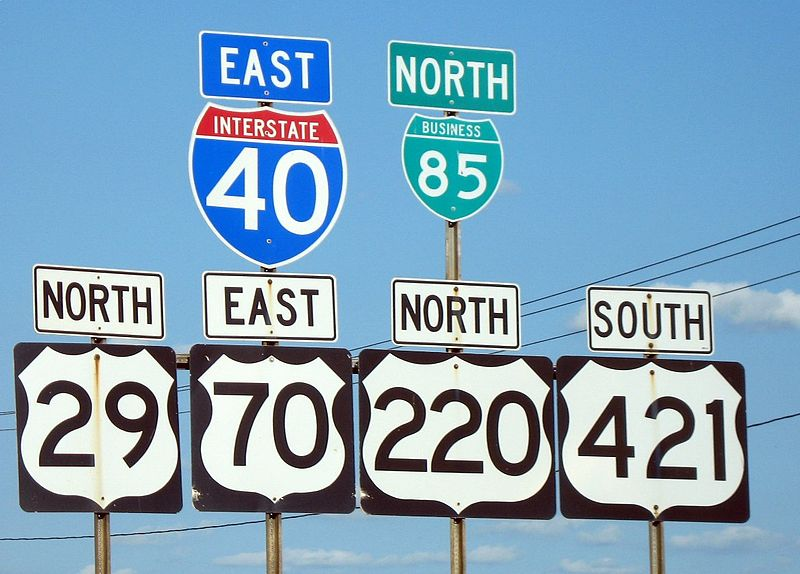 EAST
INTERSTATE
40
NORTH
BUSINESS
85
NORTH
29
EAST
70
NORTH
220
SOUTH
421